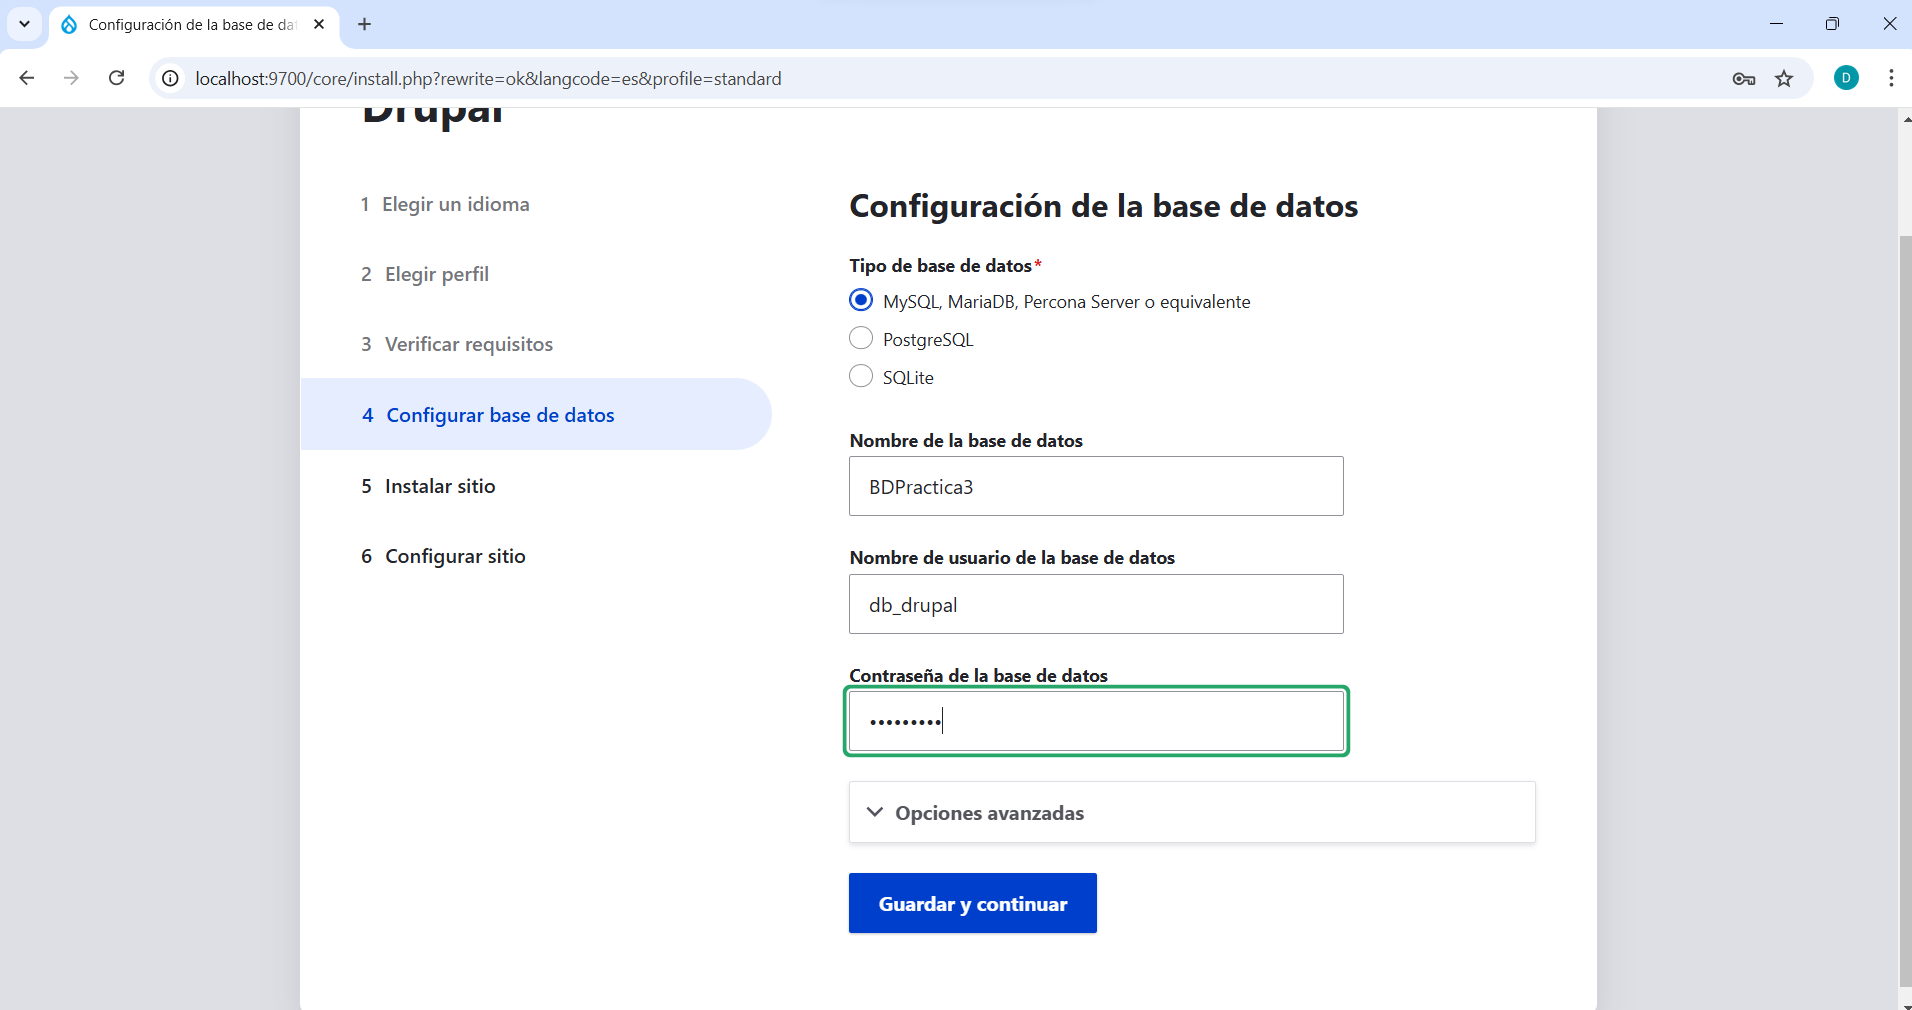 Configuración de la base de dat
localhost:9700/core/install.php?rewrite=ok&langcode=es&profile=standard
D
Drupal
1 Elegir un idioma
2 Elegir perfil
3 Verificar requisitos
4 Configurar base de datos
5 Instalar sitio
6 Configurar sitio
Configuración de la base de datos
Tipo de base de datos*
MySQL, MariaDB, Percona Server o equivalente
PostgreSQL
SQLite
Nombre de la base de datos
BDPractica3
Nombre de usuario de la base de datos
db_drupal
Contraseña de la base de datos
•••••••••
Opciones avanzadas
Guardar y continuar